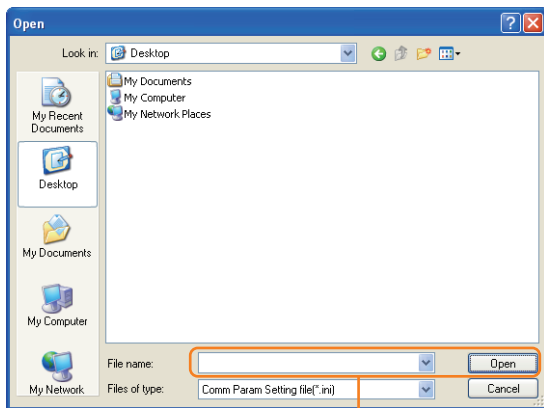 Open
Look in: Desktop
My Documents
My Computer
My Network Places
My Recent
Documents
Desktop
My Documents
My Computer
My Network
File name:
Open
Files of type: Comm Param Setting file(*.ini)
Cancel